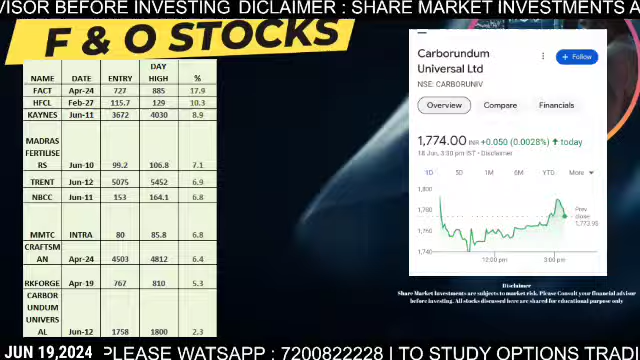 VISOR BEFORE INVESTING DICLAIMER : SHARE MARKET INVESTMENTS A
F & O STOCKS
NAME DATE ENTRY DAY HIGH %
FACT Apr-24 727 885 17.9
HFCL Feb-27 115.7 129 10.3
KAYNES Jun-11 3672 4030 8.9
MADRAS FERTILISERS Jun-10 99.2 106.8 7.1
TRENT Jun-12 5075 5452 6.9
NBCC Jun-11 153 164.1 6.8
MMTC INTRA 80 85.8 6.8
CRAFTSMAN Apr-24 4503 4812 6.4
RKFORGE Apr-19 767 810 5.3
CARBORUNDUM UNIVERSAL Jun-12 1758 1800 2.3
Carborundum
Universal Ltd
+ Follow
NSE: CARBORUNIV
Overview Compare Financials
1,774.00 INR +0.050 (0.0028%) ↑ today
18 Jun, 3:30 pm IST • Disclaimer
1D 5D 1M 6M YTD More
1,800
1,780
1,760
1,740
Prev
close
1,772.95
12:00 pm 3:00 pm
Disclaimer
Share Market Investments are subjects to market risk. Please Consult your financial advisor
before investing. All stocks discussed here are shared for educational purpose only
JUN 19,2024 PLEASE WATSAPP : 7200822228 | TO STUDY OPTIONS TRADI